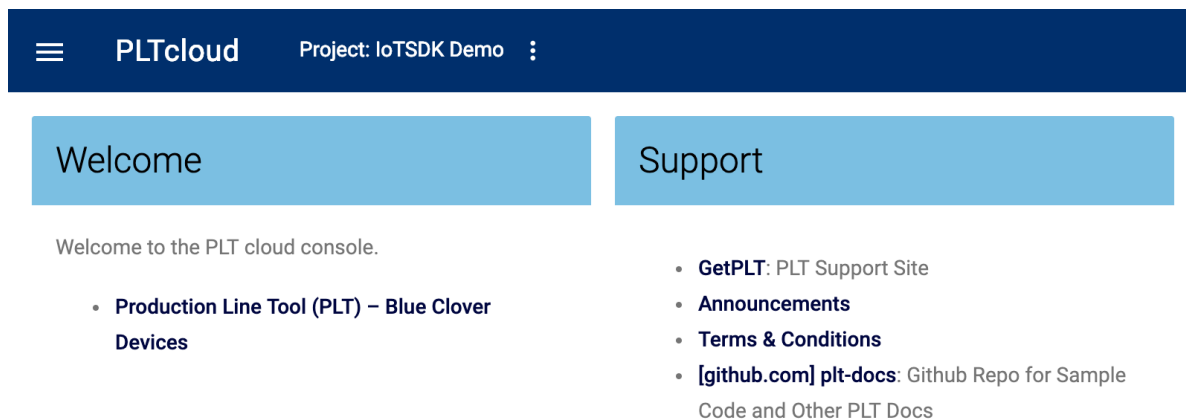 PLTcloud Project: IoTSDK Demo
Welcome
Welcome to the PLT cloud console.
Production Line Tool (PLT) – Blue Clover
Devices
Support
GetPLT: PLT Support Site
Announcements
Terms & Conditions
[github.com] plt-docs: Github Repo for Sample
Code and Other PLT Docs